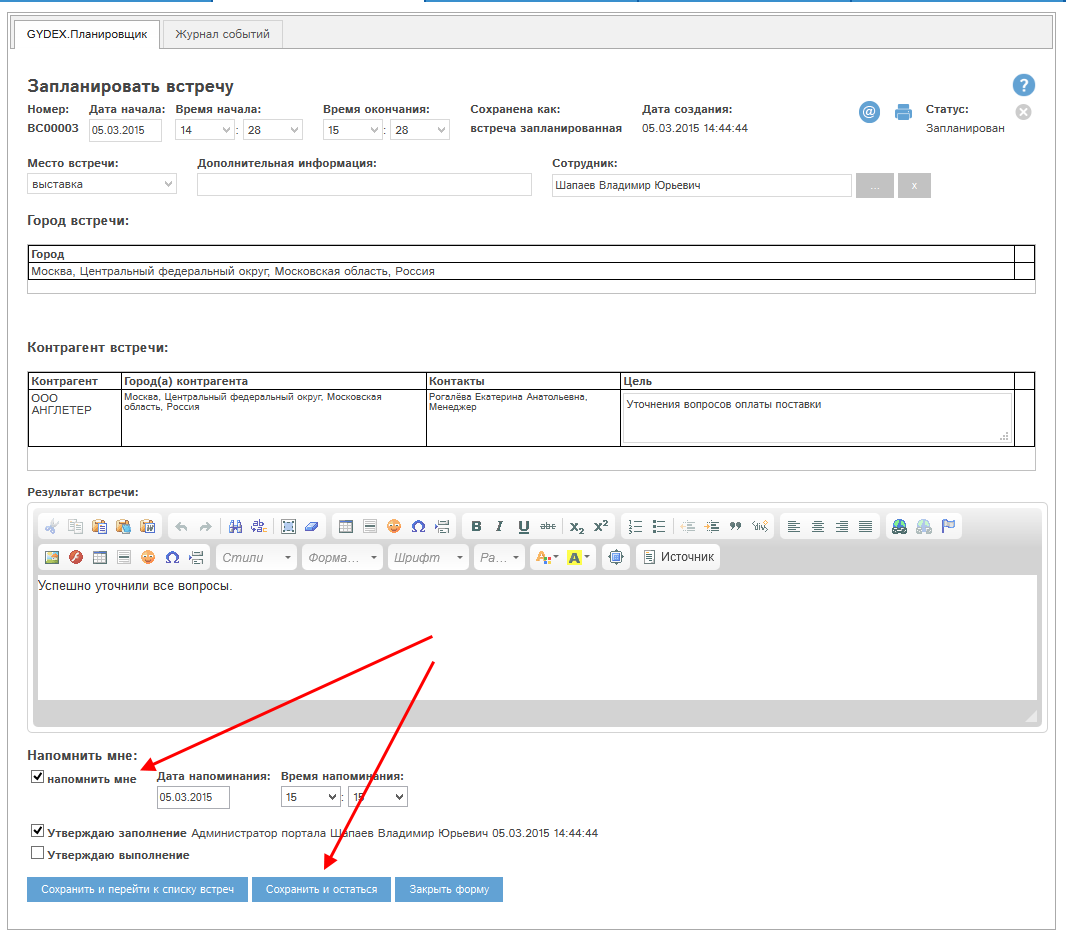 GYDEX.Планировщик Журнал событий
Запланировать встречу ?
Номер: Дата начала: Время начала: Время окончания: Сохранена как: Дата создания: @ Статус:
ВС00003 05.03.2015 14 : 28 15 : 28 встреча запланированная 05.03.2015 14:44:44 Запланирован
Место встречи: Дополнительная информация: Сотрудник:
выставка Шапаев Владимир Юрьевич ... x
Город встречи:
Город
Москва, Центральный федеральный округ, Московская область, Россия
Контрагент встречи:
Контрагент Город(а) контрагента Контакты Цель
ООО АНГЛЕТЕР Москва, Центральный федеральный округ, Московская область, Россия Рогалёва Екатерина Анатольевна, Менеджер Уточнения вопросов оплаты поставки
Результат встречи:
B I U abc X₂ X² div
Стили Форма... Шрифт Ра... A A Источник
Успешно уточнили все вопросы.
Напомнить мне:
напомнить мне Дата напоминания: Время напоминания:
05.03.2015 15 : 15
Утверждаю заполнение Администратор портала Шапаев Владимир Юрьевич 05.03.2015 14:44:44
Утверждаю выполнение
Сохранить и перейти к списку встреч Сохранить и остаться Закрыть форму